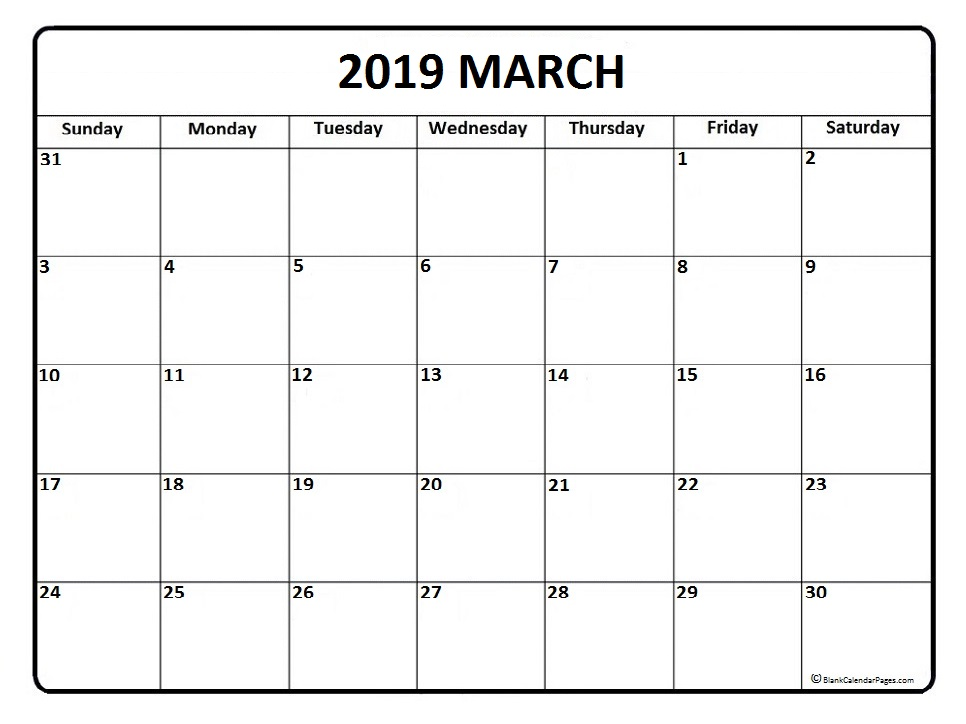 2019 MARCH
Sunday Monday Tuesday Wednesday Thursday Friday Saturday
31 1 2
3 4 5 6 7 8 9
10 11 12 13 14 15 16
17 18 19 20 21 22 23
24 25 26 27 28 29 30
©BlankCalendarPages.com